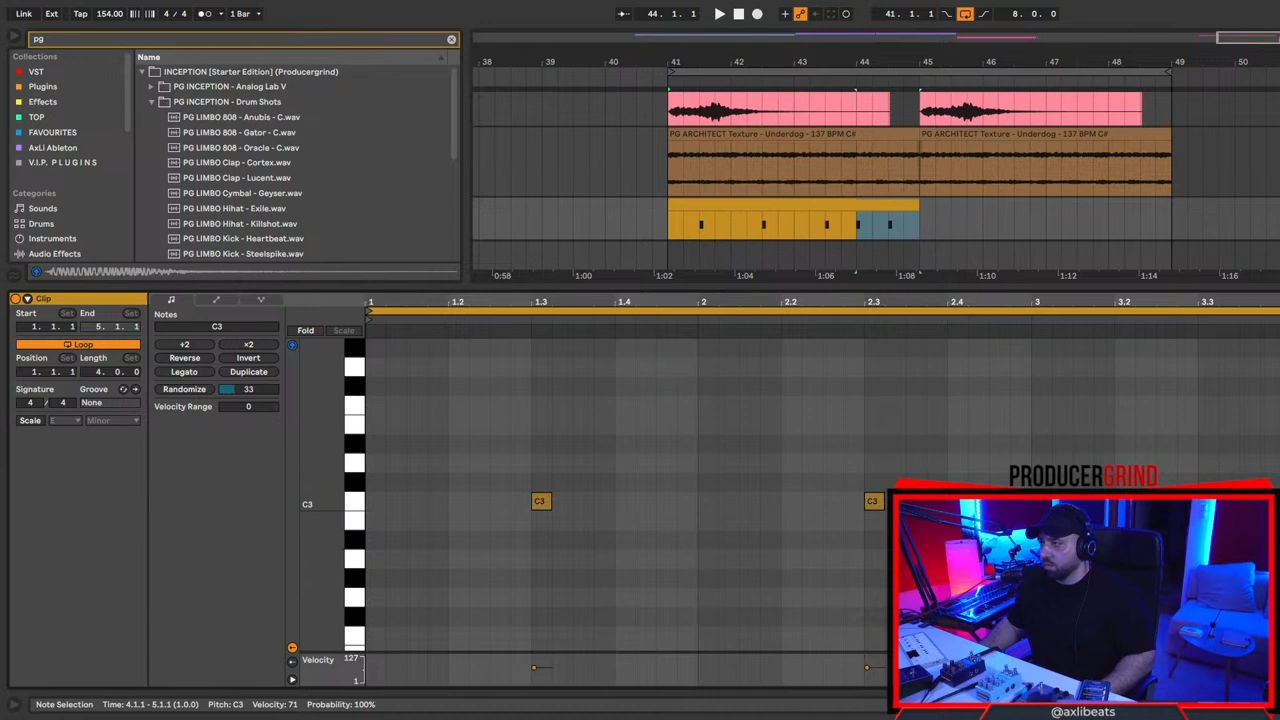 Link Ext Tap 154.00 4 / 4 1 Bar 44. 1. 1 41. 1. 1 8. 0. 0
pg
Collections
VST
Plugins
Effects
TOP
FAVOURITES
AxLi Ableton
V.I.P. PLUGINS
Categories
Sounds
Drums
Instruments
Audio Effects
Name
INCEPTION [Starter Edition] (Producergrind)
PG INCEPTION - Analog Lab V
PG INCEPTION - Drum Shots
PG LIMBO 808 - Anubis - C.wav
PG LIMBO 808 - Gator - C.wav
PG LIMBO 808 - Oracle - C.wav
PG LIMBO Clap - Cortex.wav
PG LIMBO Clap - Lucent.wav
PG LIMBO Cymbal - Geyser.wav
PG LIMBO Hihat - Exile.wav
PG LIMBO Hihat - Killshot.wav
PG LIMBO Kick - Heartbeat.wav
PG LIMBO Kick - Steelspike.wav
38 39 40 41 42 43 44 45 46 47 48 49 50
PG ARCHITECT Texture - Underdog - 137 BPM C# PG ARCHITECT Texture - Underdog - 137 BPM C#
0:58 1:00 1:02 1:04 1:06 1:08 1:10 1:12 1:14 1:16
Clip
Start Set End Set
1. 1. 1 5. 1. 1
Loop
Position Set Length Set
1. 1. 1 4. 0. 0
Signature Groove
4 / 4 None
Scale E Minor
Notes
C3
÷2 ×2
Reverse Invert
Legato Duplicate
Randomize 33
Velocity Range 0
Fold Scale
1 1.2 1.3 1.4 2 2.2 2.3 2.4 3 3.2 3.3
C3
C3 C3
Velocity 127
1
PRODUCERGRIND
@axlibeats
Note Selection Time: 4.1.1 - 5.1.1 (1.0.0) Pitch: C3 Velocity: 71 Probability: 100%